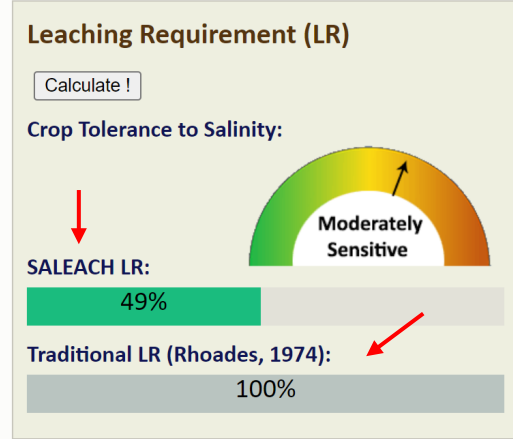 Leaching Requirement (LR)
Calculate !
Crop Tolerance to Salinity:
Moderately
Sensitive
SALEACH LR:
49%
Traditional LR (Rhoades, 1974):
100%